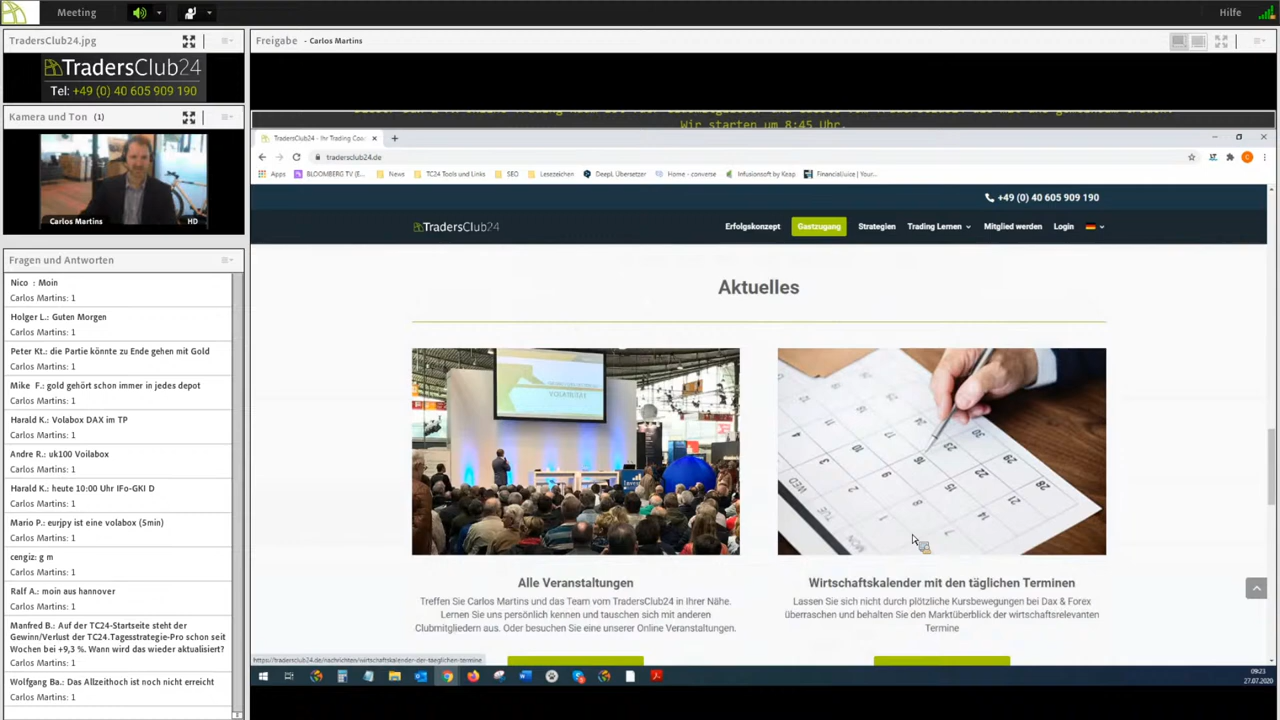 Meeting
Hilfe
TradersClub24.jpg
TradersClub24
Tel: +49 (0) 40 605 909 190
Kamera und Ton (1)
Carlos Martins
HD
Fragen und Antworten
Nico : Moin
Carlos Martins: 1
Holger L.: Guten Morgen
Carlos Martins: 1
Peter Kt.: die Partie könnte zu Ende gehen mit Gold
Carlos Martins: 1
Mike F.: gold gehört schon immer in jedes depot
Carlos Martins: 1
Harald K.: Volabox DAX im TP
Carlos Martins: 1
Andre R.: uk100 Voilabox
Carlos Martins: 1
Harald K.: heute 10:00 Uhr IFo-GKI D
Carlos Martins: 1
Mario P.: eurjpy ist eine volabox (5min)
Carlos Martins: 1
cengiz: g m
Carlos Martins: 1
Ralf A.: moin aus hannover
Carlos Martins: 1
Manfred B.: Auf der TC24-Startseite steht der
Gewinn/Verlust der TC24.Tagesstrategie-Pro schon seit
Wochen bei +9,3 %. Wann wird das wieder aktualisiert?
Carlos Martins: 1
Wolfgang Ba.: Das Allzeithoch ist noch nicht erreicht
Carlos Martins: 1
Freigabe - Carlos Martins
Wir starten um 8:45 Uhr.
TradersClub24 - Ihr Trading Coa
tradersclub24.de
Apps
BLOOMBERG TV (E...
News
TC24 Tools und Links
SEO
Lesezeichen
DeepL Übersetzer
Home - converse
Infusionsoft by Keap
FinancialJuice | Your...
+49 (0) 40 605 909 190
TradersClub24
Erfolgskonzept
Gastzugang
Strategien
Trading Lernen
Mitglied werden
Login
Aktuelles
VOLABILITÄT
Invest
Alle Veranstaltungen
Treffen Sie Carlos Martins und das Team vom TradersClub24 in Ihrer Nähe.
Lernen Sie uns persönlich kennen und tauschen sich mit anderen
Clubmitgliedern aus. Oder besuchen Sie eine unserer Online Veranstaltungen.
WED
TUE
MON
Wirtschaftskalender mit den täglichen Terminen
Lassen Sie sich nicht durch plötzliche Kursbewegungen bei Dax & Forex
überraschen und behalten Sie den Marktüberblick der wirtschaftsrelevanten
Termine
https://tradersclub24.de/nachrichten/wirtschaftskalender-der-taeglichen-termine
09:23
27.07.2020